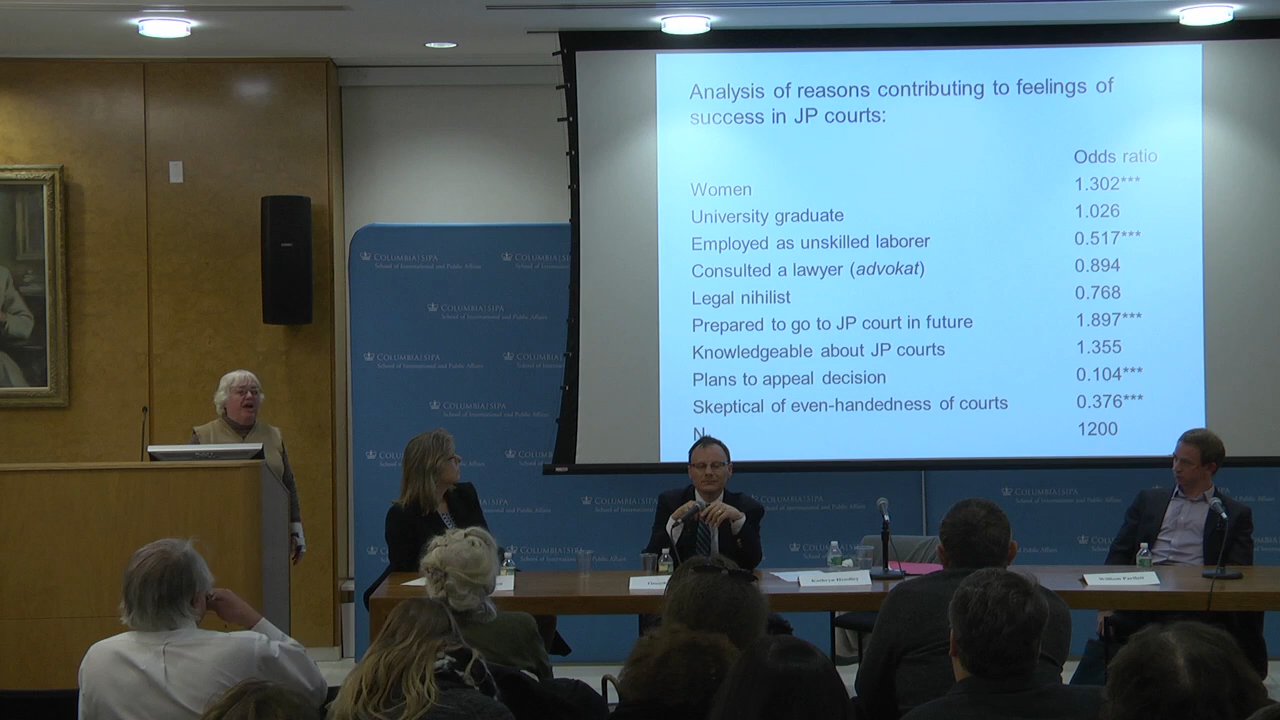 Analysis of reasons contributing to feelings of
success in JP courts:
Odds ratio
Women 1.302***
University graduate 1.026
Employed as unskilled laborer 0.517***
Consulted a lawyer (advokat) 0.894
Legal nihilist 0.768
Prepared to go to JP court in future 1.897***
Knowledgeable about JP courts 1.355
Plans to appeal decision 0.104***
Skeptical of even-handedness of courts 0.376***
N 1200
COLUMBIA | SIPA
School of International and Public Affairs
Kathryn Hendley
William Partlett